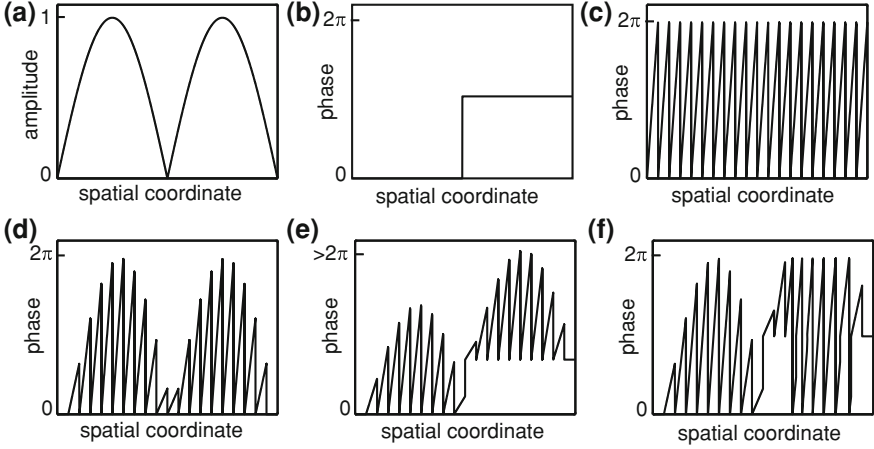 (a)
1
amplitude
0
spatial coordinate
(b)
2π
phase
0
spatial coordinate
(c)
2π
phase
0
spatial coordinate
(d)
2π
phase
0
spatial coordinate
(e)
>2π
phase
0
spatial coordinate
(f)
2π
phase
0
spatial coordinate